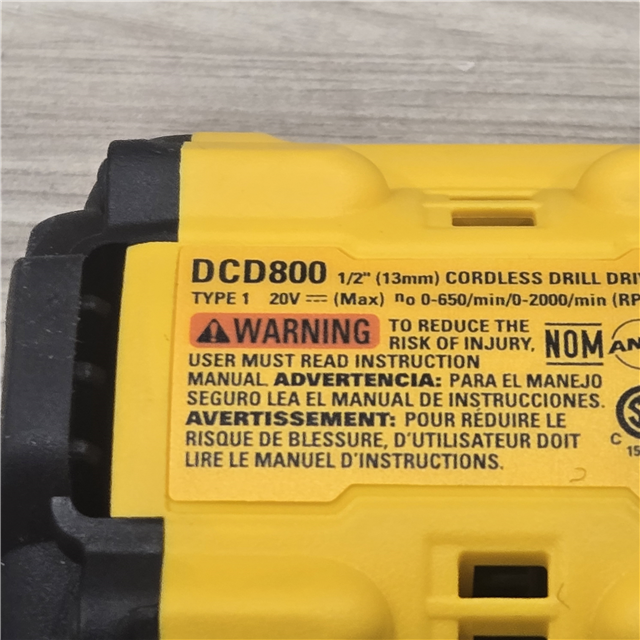 DCD800 1/2" (13mm) CORDLESS DRILL
TYPE 1 20V ⎓ (Max) no 0-650/min/0-2000/min (RP
⚠WARNING TO REDUCE THE
RISK OF INJURY,
USER MUST READ INSTRUCTION
MANUAL. ADVERTENCIA: PARA EL MANEJO
SEGURO LEA EL MANUAL DE INSTRUCCIONES.
AVERTISSEMENT: POUR RÉDUIRE LE
RISQUE DE BLESSURE, D'UTILISATEUR DOIT
LIRE LE MANUEL D'INSTRUCTIONS.
NOM
C